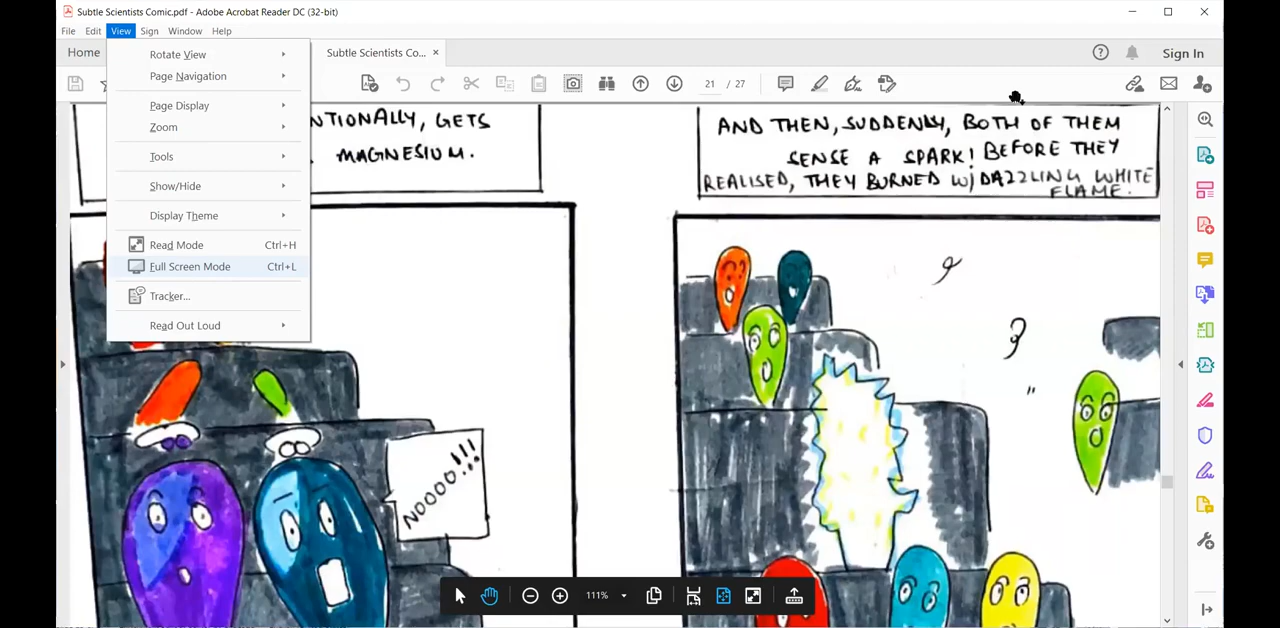 Subtle Scientists Comic.pdf - Adobe Acrobat Reader DC (32-bit)
File Edit View Sign Window Help
Home
Subtle Scientists Co... ×
Sign In
21 / 27
Rotate View
Page Navigation
Page Display
Zoom
Tools
Show/Hide
Display Theme
Read Mode Ctrl+H
Full Screen Mode Ctrl+L
Tracker...
Read Out Loud
NTIONALLY, GETS
MAGNESIUM.
AND THEN, SUDDENLY, BOTH OF THEM
SENSE A SPARK! BEFORE THEY
REALISED, THEY BURNED W/ DAZZLING WHITE
FLAME.
NOOOO!!!
111%